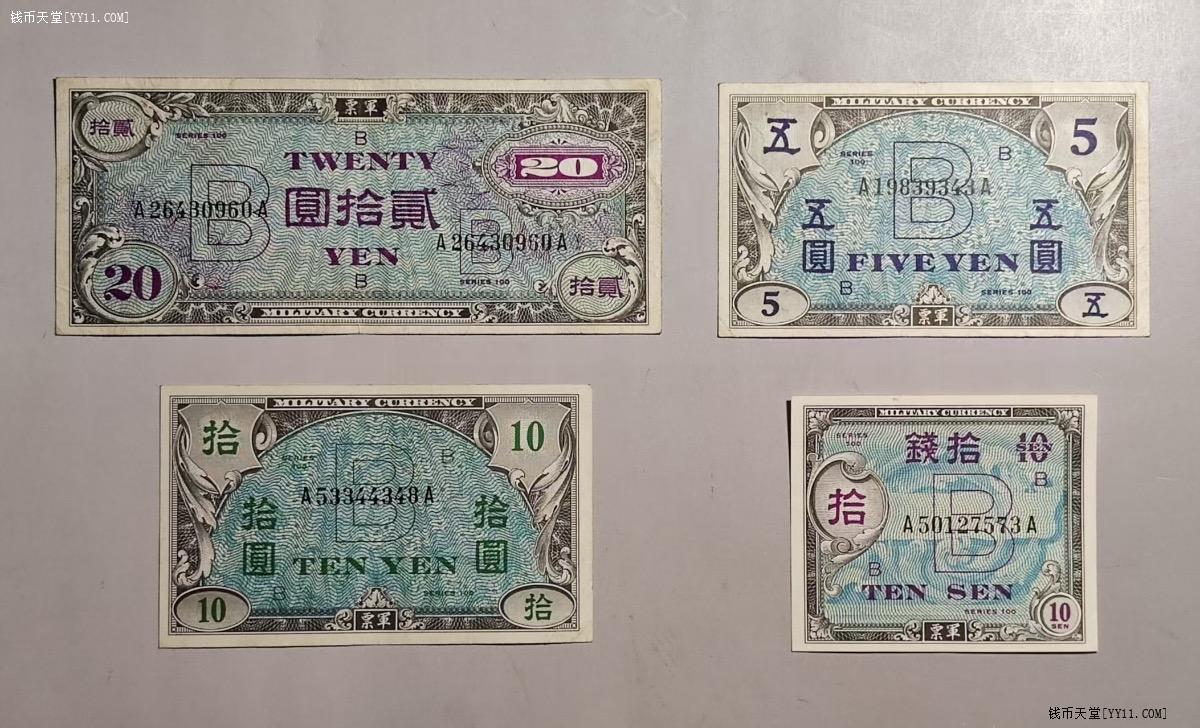 钱币天堂[YY11.COM]
票軍
拾貳
SERIES 100
B
TWENTY
B
20
A26430960A
圓拾貳
B
A26430960A
YEN
20
B
SERIES 100
拾貳
MILITARY CURRENCY
MILITARY CURRENCY
五
5
SERIES
100
B
B
A19839343A
五
五
圓
FIVE YEN
圓
B
SERIES 100
5
票軍
五
MILITARY CURRENCY
拾
10
SERIES
100
B
B
A53344348A
拾
拾
圓
TEN YEN
圓
B
SERIES 100
10
票軍
拾
MILITARY CURRENCY
SERIES
100
錢拾
10
SEN
B
B
拾
A50127573A
B
TEN SEN
SERIES 100
10
SEN
票軍
钱币天堂[YY11.COM]